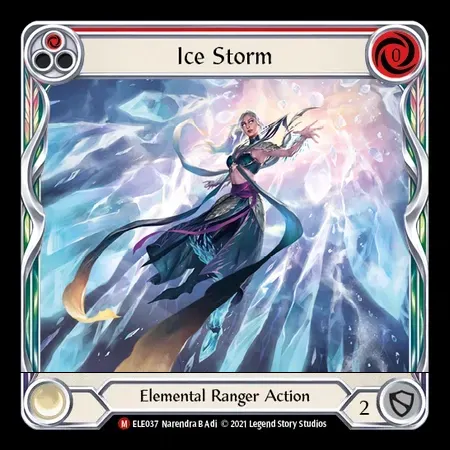 Ice Storm
0
Elemental Ranger Action
2
M ELE037 Narendra B Adi © 2021 Legend Story Studios